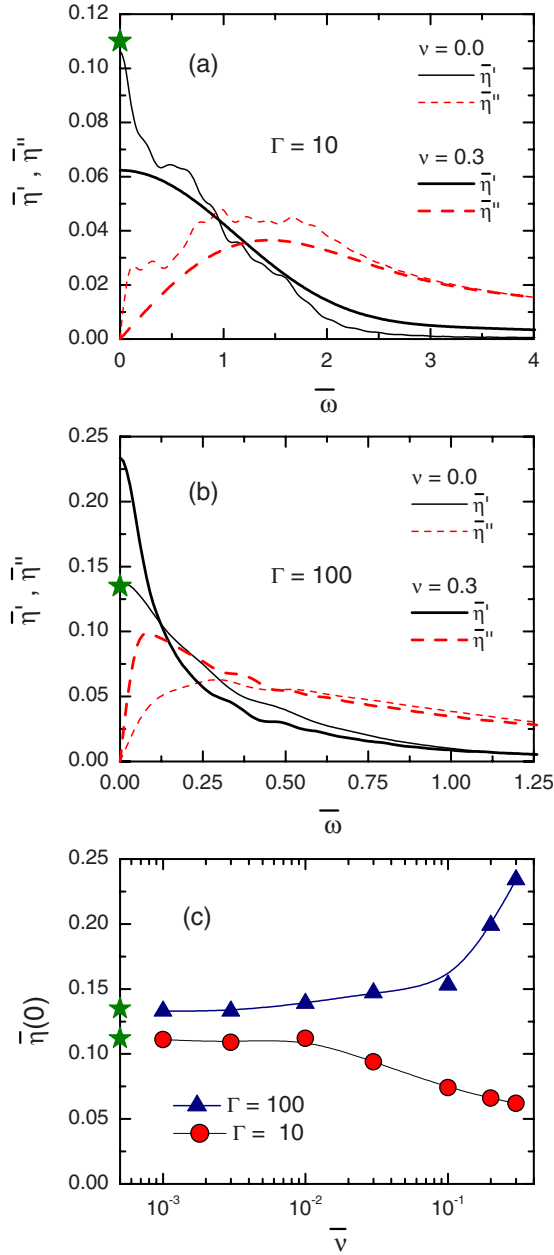 0.12
0.10
0.08
0.06
0.04
0.02
0.00
η̅' , η̅"
(a)
Γ = 10
ν = 0.0
η̅'
η̅"
ν = 0.3
η̅'
η̅"
0 1 2 3 4
ω̅
0.25
0.20
0.15
0.10
0.05
0.00
η̅' , η̅"
(b)
Γ = 100
ν = 0.0
η̅'
η̅"
ν = 0.3
η̅'
η̅"
0.00 0.25 0.50 0.75 1.00 1.25
ω̅
0.25
0.20
0.15
0.10
0.05
0.00
η̅(0)
(c)
Γ = 100
Γ = 10
10⁻³ 10⁻² 10⁻¹
ν̅